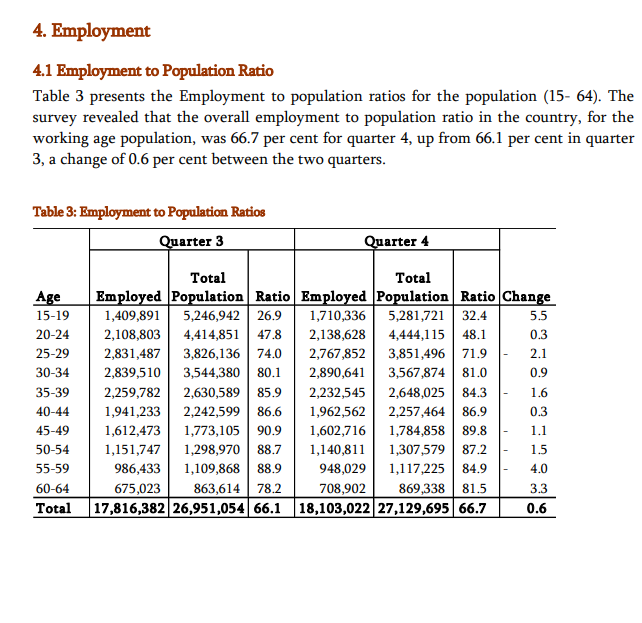 4. Employment
4.1 Employment to Population Ratio
Table 3 presents the Employment to population ratios for the population (15- 64). The
survey revealed that the overall employment to population ratio in the country, for the
working age population, was 66.7 per cent for quarter 4, up from 66.1 per cent in quarter
3, a change of 0.6 per cent between the two quarters.
Table 3: Employment to Population Ratios
Quarter 3 Quarter 4
Total Total
Age Employed Population Ratio Employed Population Ratio Change
15-19 1,409,891 5,246,942 26.9 1,710,336 5,281,721 32.4 5.5
20-24 2,108,803 4,414,851 47.8 2,138,628 4,444,115 48.1 0.3
25-29 2,831,487 3,826,136 74.0 2,767,852 3,851,496 71.9 - 2.1
30-34 2,839,510 3,544,380 80.1 2,890,641 3,567,874 81.0 0.9
35-39 2,259,782 2,630,589 85.9 2,232,545 2,648,025 84.3 - 1.6
40-44 1,941,233 2,242,599 86.6 1,962,562 2,257,464 86.9 0.3
45-49 1,612,473 1,773,105 90.9 1,602,716 1,784,858 89.8 - 1.1
50-54 1,151,747 1,298,970 88.7 1,140,811 1,307,579 87.2 - 1.5
55-59 986,433 1,109,868 88.9 948,029 1,117,225 84.9 - 4.0
60-64 675,023 863,614 78.2 708,902 869,338 81.5 3.3
Total 17,816,382 26,951,054 66.1 18,103,022 27,129,695 66.7 0.6